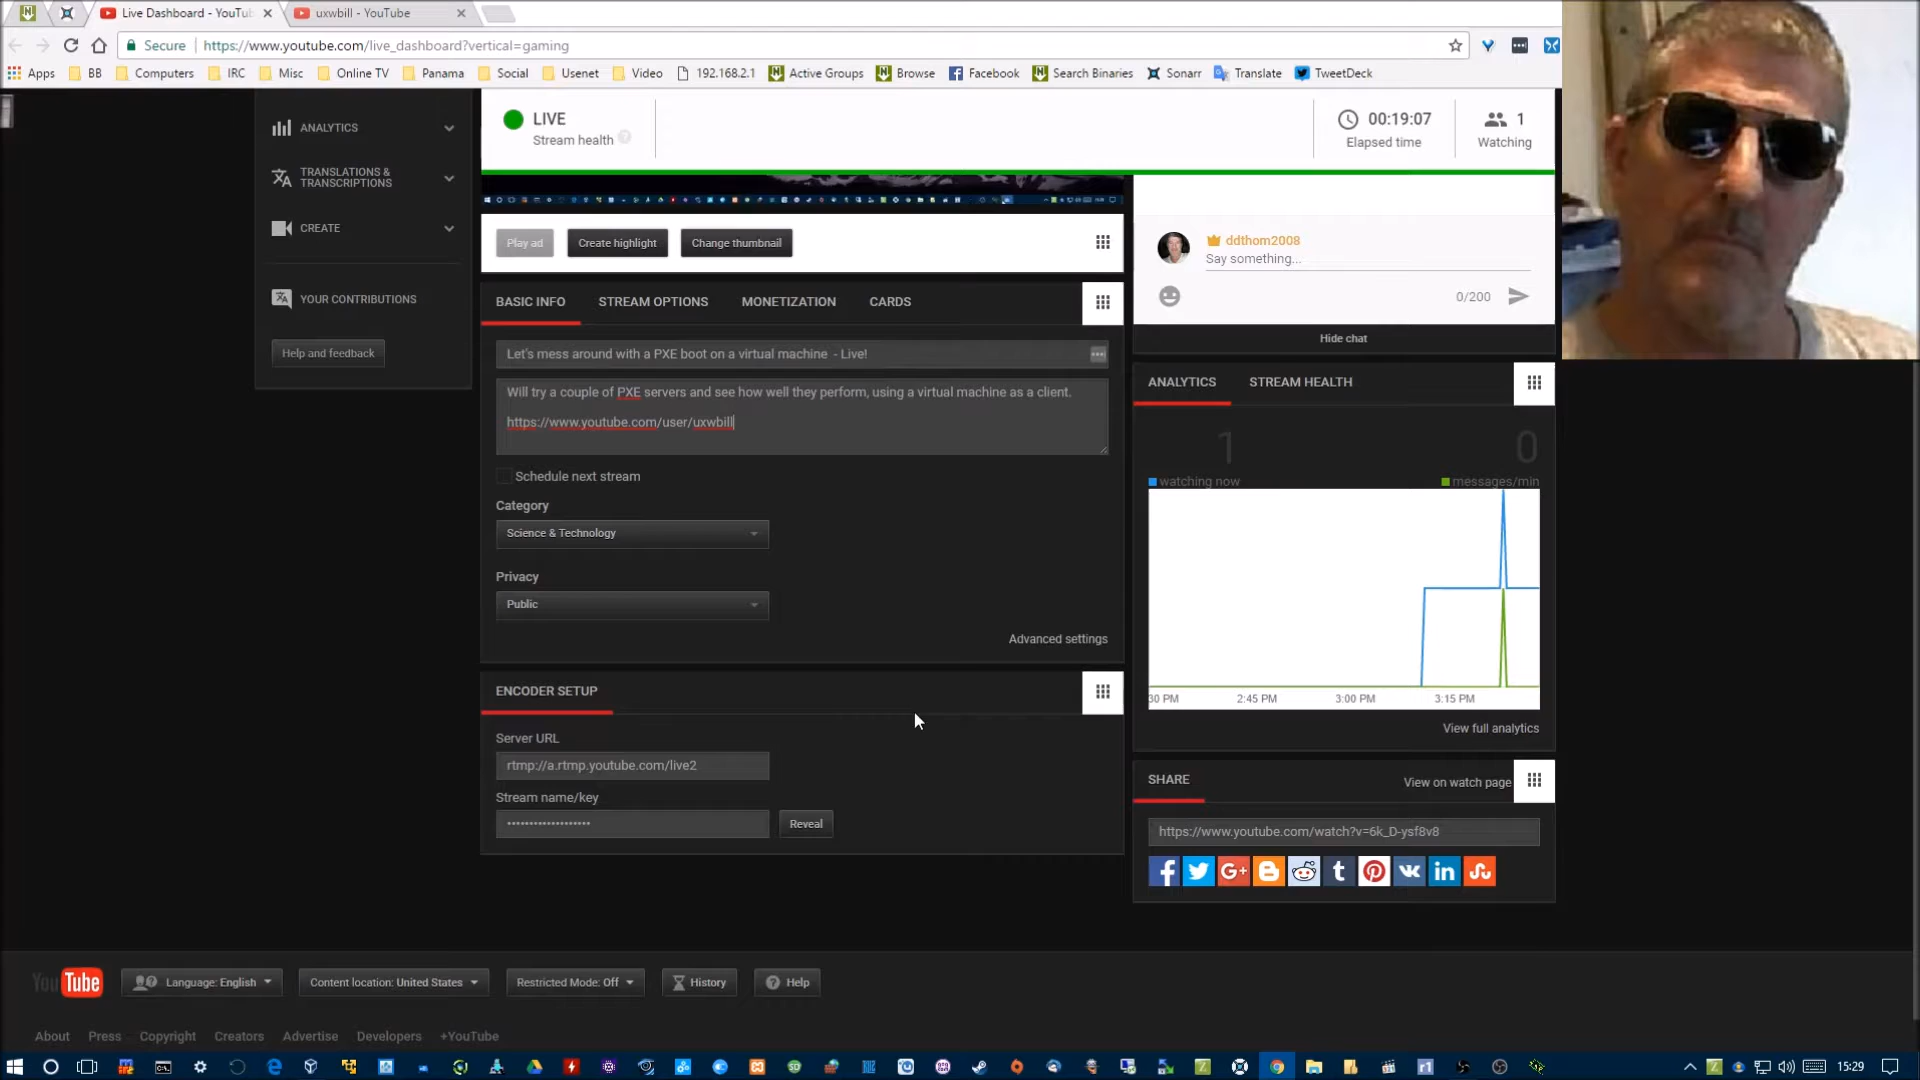 Live Dashboard - YouTu
uxwbill - YouTube
Secure
https://www.youtube.com/live_dashboard?vertical=gaming
Apps
BB
Computers
IRC
Misc
Online TV
Panama
Social
Usenet
Video
192.168.2.1
Active Groups
Browse
Facebook
Search Binaries
Sonarr
Translate
TweetDeck
ANALYTICS
TRANSLATIONS &
TRANSCRIPTIONS
CREATE
YOUR CONTRIBUTIONS
Help and feedback
LIVE
Stream health
00:19:07
Elapsed time
1
Watching
Play ad
Create highlight
Change thumbnail
ddthom2008
Say something...
0/200
Hide chat
BASIC INFO
STREAM OPTIONS
MONETIZATION
CARDS
Let's mess around with a PXE boot on a virtual machine - Live!
Will try a couple of PXE servers and see how well they perform, using a virtual machine as a client.
https://www.youtube.com/user/uxwbill
Schedule next stream
Category
Science & Technology
Privacy
Public
Advanced settings
ENCODER SETUP
Server URL
rtmp://a.rtmp.youtube.com/live2
Stream name/key
Reveal
ANALYTICS
STREAM HEALTH
1
0
watching now
messages/min
30 PM
2:45 PM
3:00 PM
3:15 PM
View full analytics
SHARE
View on watch page
https://www.youtube.com/watch?v=6k_D-ysf8v8
YouTube
Language: English
Content location: United States
Restricted Mode: Off
History
Help
About
Press
Copyright
Creators
Advertise
Developers
+YouTube
15:29